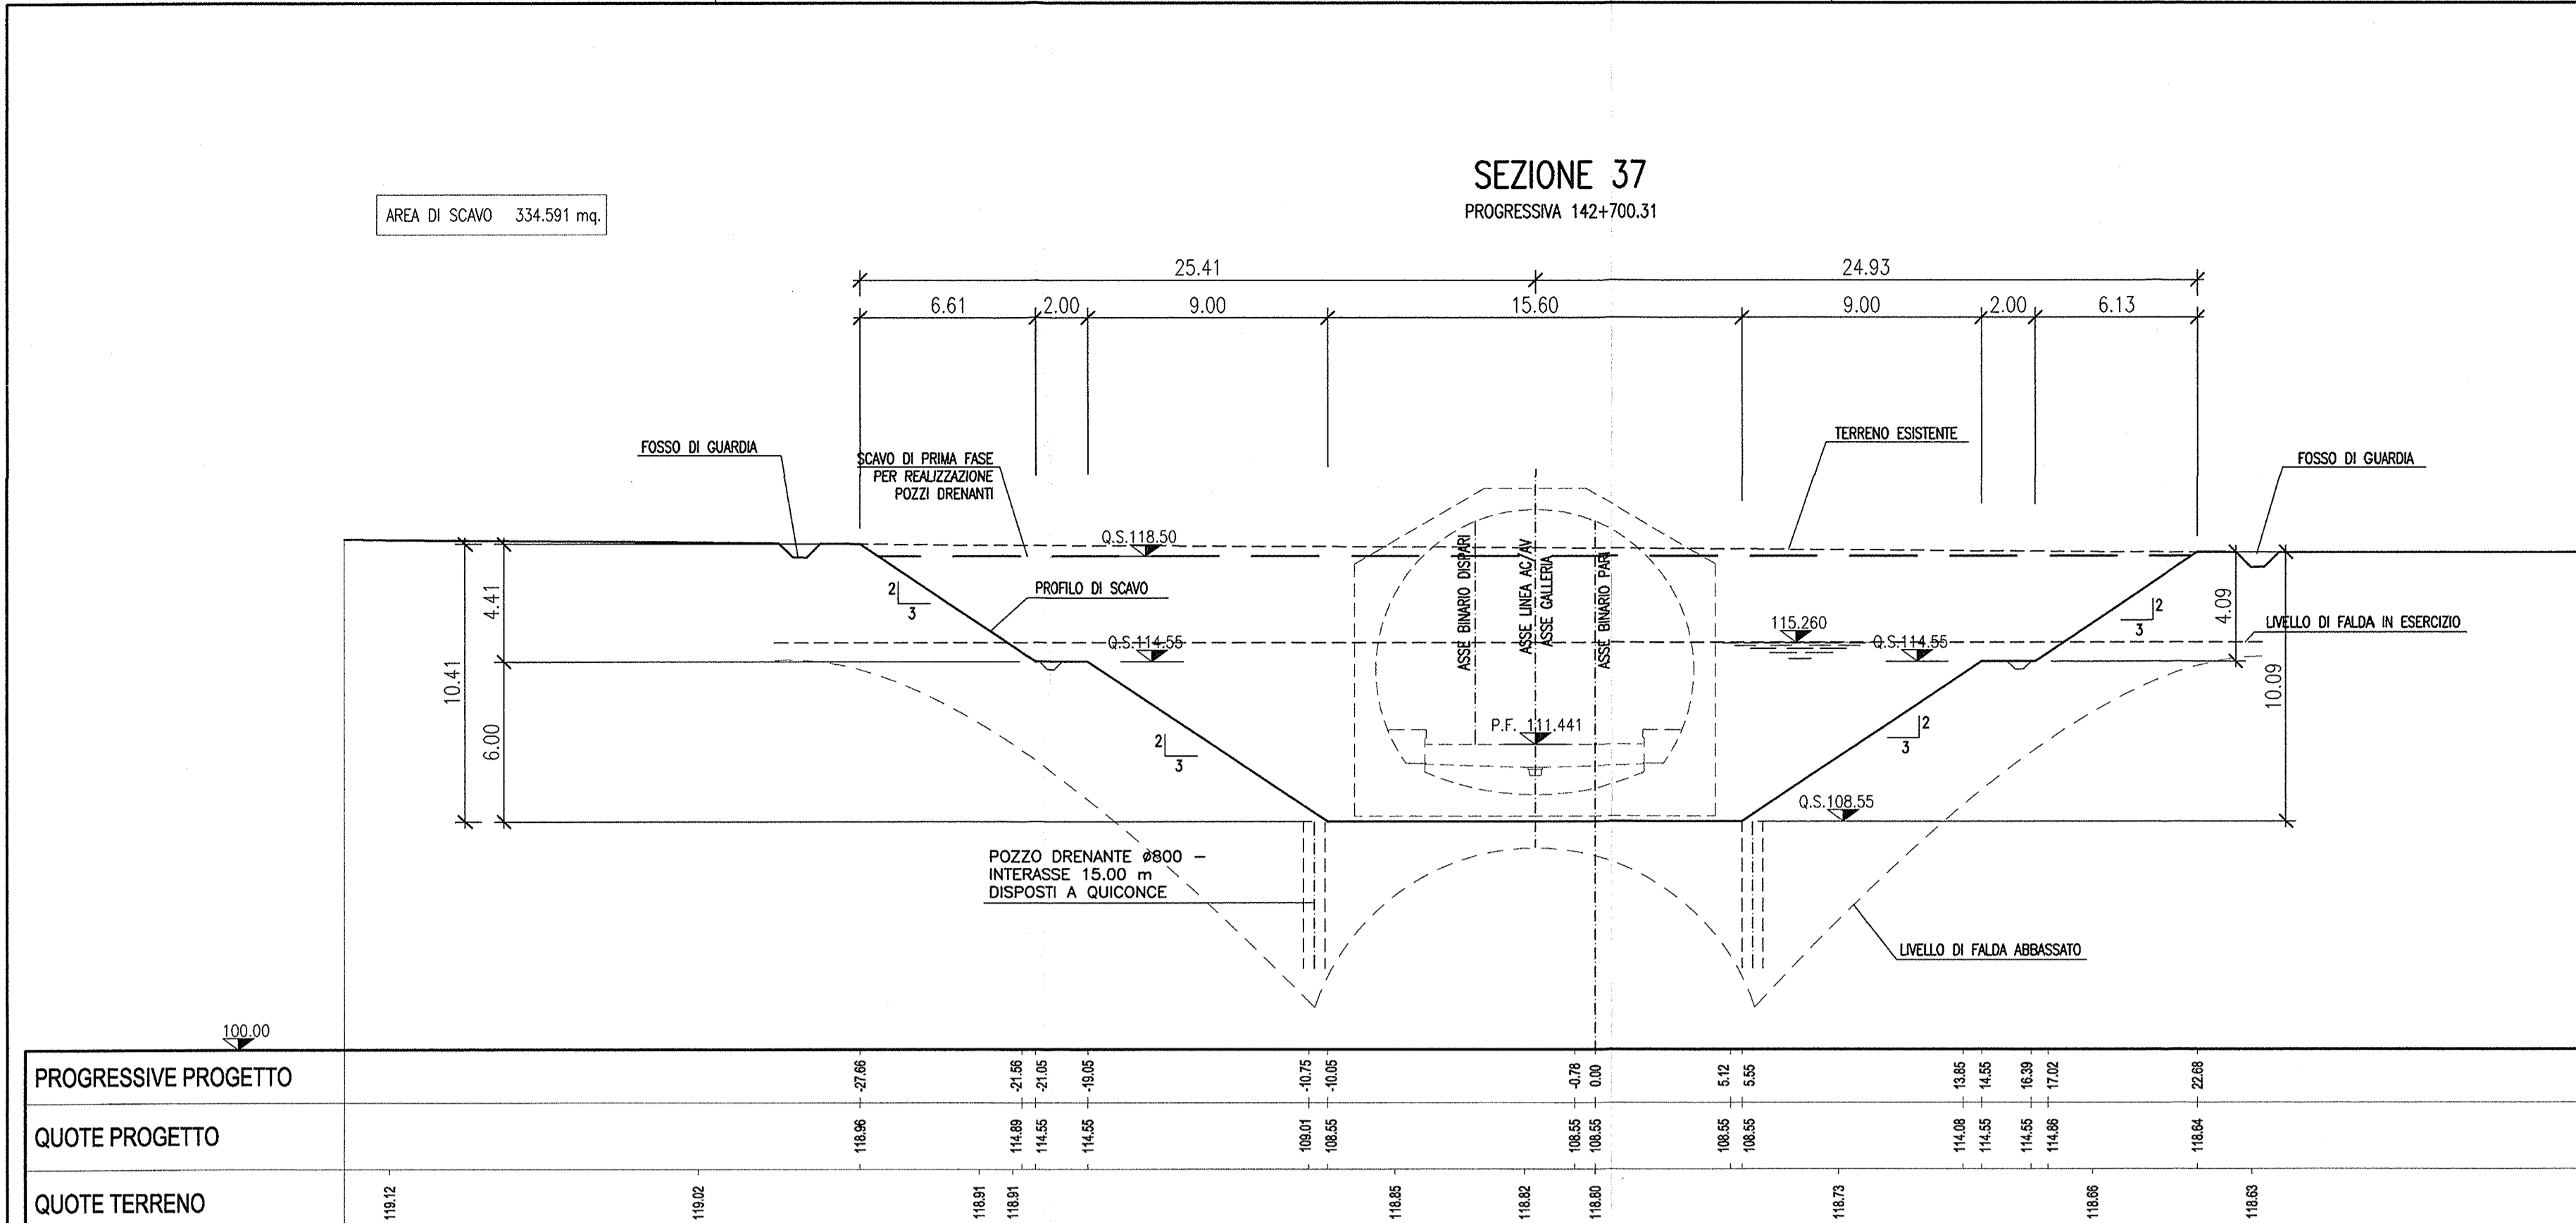 SEZIONE 37
PROGRESSIVA 142+700.31
AREA DI SCAVO 334.591 mq.
25.41 24.93
6.61 2.00 9.00 15.60 9.00 2.00 6.13
FOSSO DI GUARDIA
SCAVO DI PRIMA FASE
PER REALIZZAZIONE
POZZI DRENANTI
TERRENO ESISTENTE
FOSSO DI GUARDIA
Q.S.118.50
PROFILO DI SCAVO
2
3
2
3
2
3
2
3
4.41
10.41
6.00
4.09
10.09
ASSE BINARIO DISPARI
ASSE LINEA AC/AV
ASSE GALLERIA
ASSE BINARIO PARI
115.260
LIVELLO DI FALDA IN ESERCIZIO
Q.S.114.55
Q.S.114.55
P.F. 111.441
Q.S.108.55
POZZO DRENANTE Ø800 –
INTERASSE 15.00 m
DISPOSTI A QUICONCE
LIVELLO DI FALDA ABBASSATO
100.00
PROGRESSIVE PROGETTO -27.66 -21.56 -21.05 -19.05 -10.75 -10.05 -0.78 0.00 5.12 5.55 13.85 14.55 16.39 17.02 22.68
QUOTE PROGETTO 118.96 114.89 114.55 114.55 109.01 108.55 108.55 108.55 108.55 108.55 114.08 114.55 114.55 114.86 118.64
QUOTE TERRENO 119.12 119.02 118.91 118.91 118.85 118.82 118.80 118.73 118.66 118.63